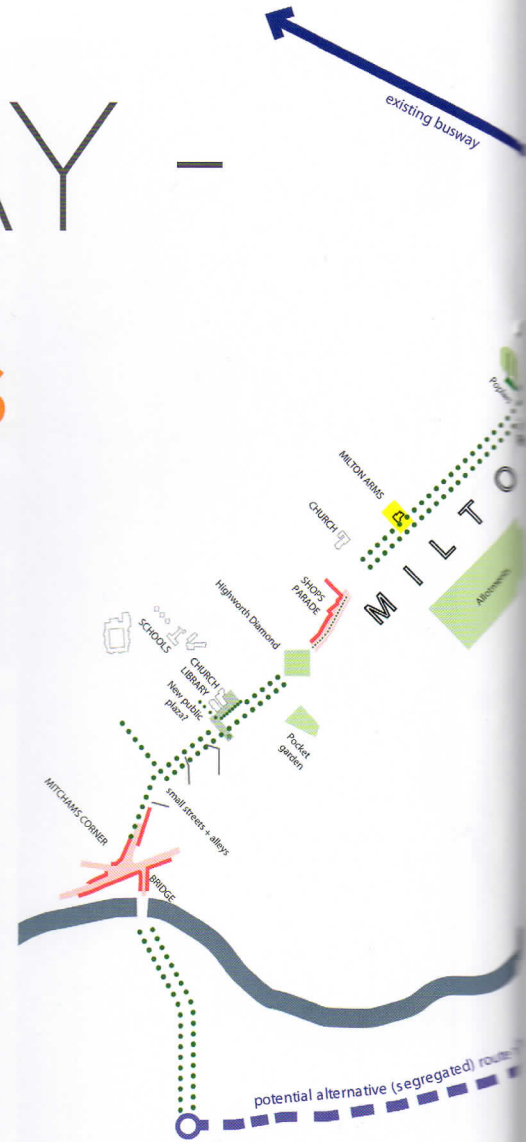 existing busway
AY –
S
Poplars
MILTON ARMS
CHURCH
MILTO
Allotments
SHOPS
PARADE
Highworth Diamond
SCHOOLS
CHURCH
LIBRARY
New public
plaza?
Pocket
garden
small streets + alleys
MITCHAMS CORNER
BRIDGE
potential alternative (segregated) route